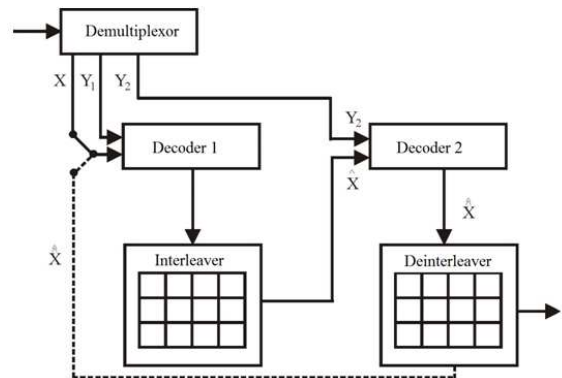 Demultiplexor
X Y₁ Y₂
Y₂
Decoder 1
Decoder 2
X̂
X̂̂
X̂̂
Interleaver
Deinterleaver